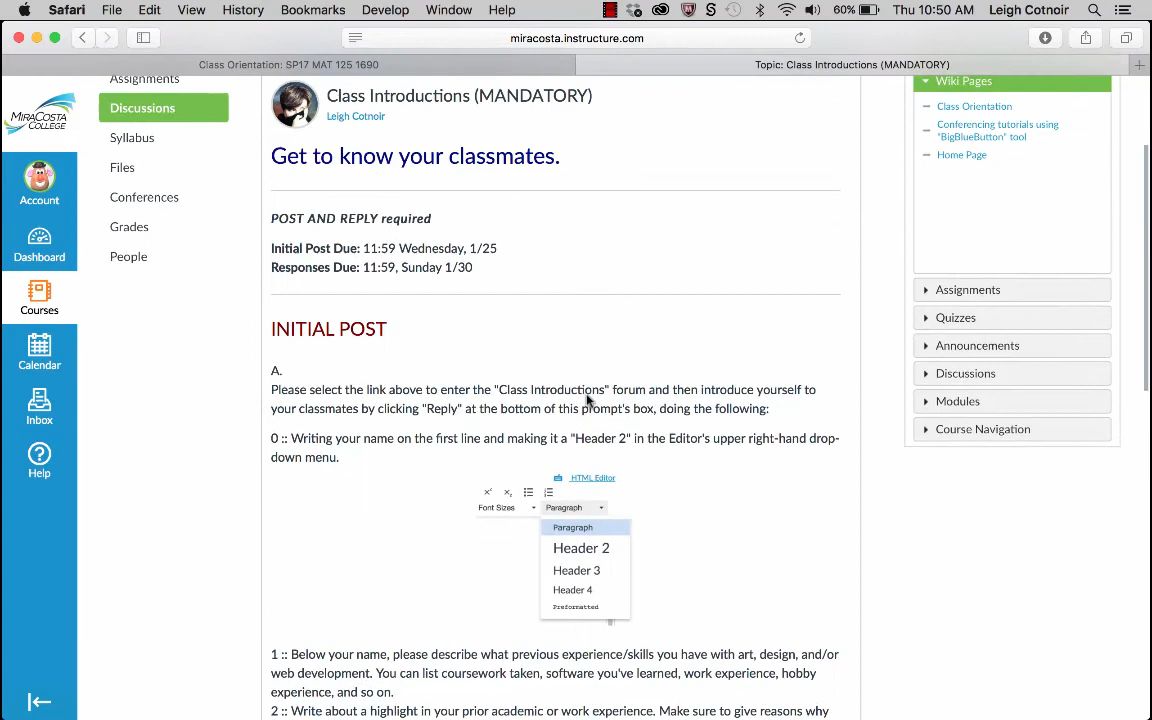 Safari File Edit View History Bookmarks Develop Window Help 60% Thu 10:50 AM Leigh Cotnoir
miracosta.instructure.com
Course Orientation: SP17 MAT 125 1690
Topic: Class Introductions (MANDATORY)
MIRACOSTA COLLEGE
Account
Dashboard
Courses
Calendar
Inbox
Help
Assignments
Discussions
Syllabus
Files
Conferences
Grades
People
Class Introductions (MANDATORY)
Leigh Cotnoir
Get to know your classmates.
POST AND REPLY required
Initial Post Due: 11:59 Wednesday, 1/25
Responses Due: 11:59, Sunday 1/30
INITIAL POST
A.
Please select the link above to enter the "Class Introductions" forum and then introduce yourself to
your classmates by clicking "Reply" at the bottom of this prompt's box, doing the following:
0 :: Writing your name on the first line and making it a "Header 2" in the Editor's upper right-hand drop-
down menu.
HTML Editor
Font Sizes Paragraph
Paragraph
Header 2
Header 3
Header 4
Preformatted
1 :: Below your name, please describe what previous experience/skills you have with art, design, and/or
web development. You can list coursework taken, software you've learned, work experience, hobby
experience, and so on.
2 :: Write about a highlight in your prior academic or work experience. Make sure to give reasons why
Wiki Pages
Class Orientation
Conferencing tutorials using
"BigBlueButton" tool
Home Page
Assignments
Quizzes
Announcements
Discussions
Modules
Course Navigation